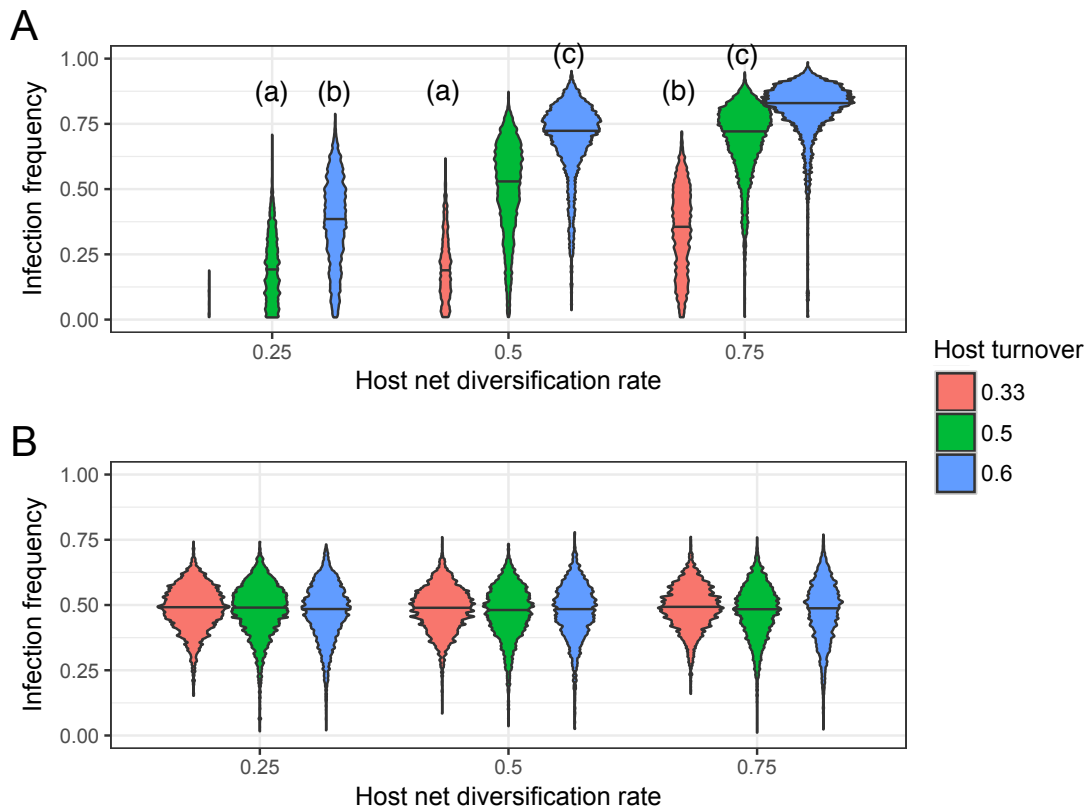 A
1.00
0.75
0.50
0.25
0.00
Infection frequency
(a)
(b)
(a)
(c)
(b)
(c)
0.25
0.5
0.75
Host net diversification rate
Host turnover
0.33
0.5
0.6
B
1.00
0.75
0.50
0.25
0.00
Infection frequency
0.25
0.5
0.75
Host net diversification rate